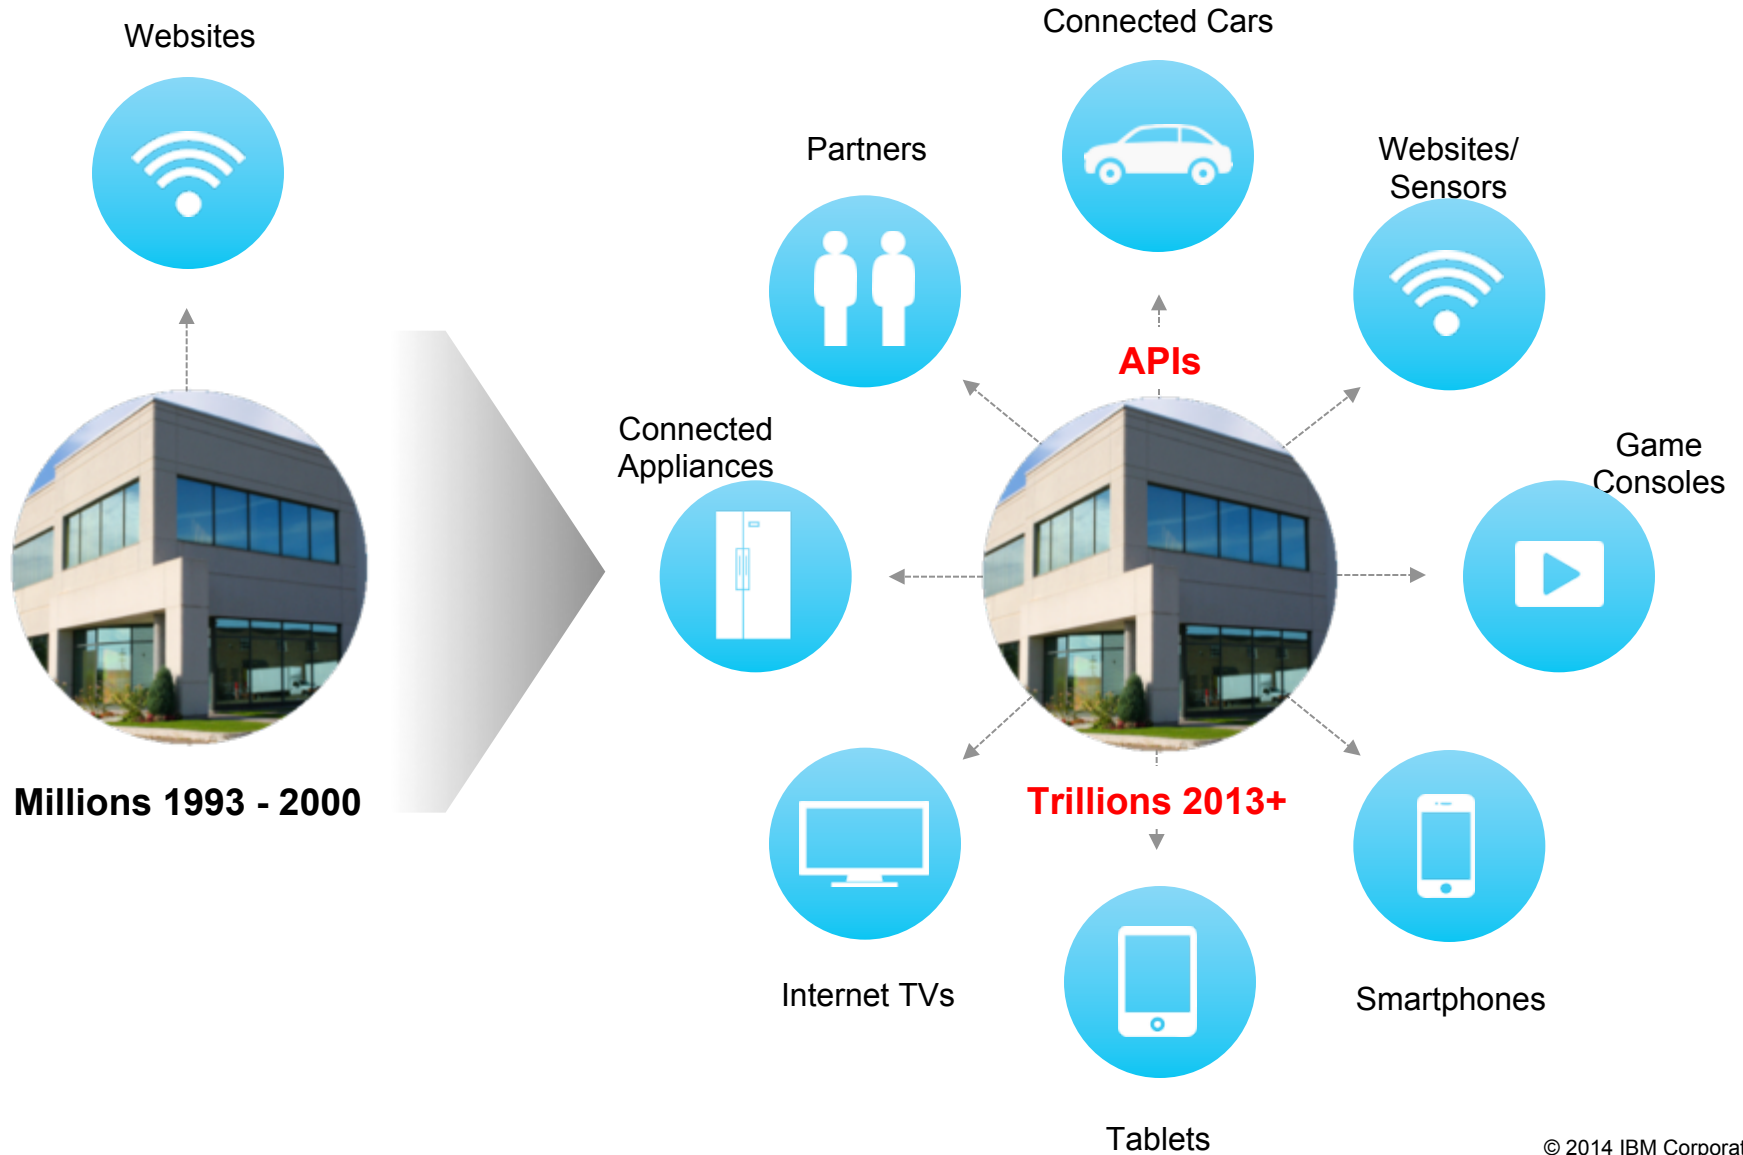 Websites
Millions 1993 - 2000
Connected Cars
Partners
Websites/
Sensors
APIs
Connected
Appliances
Game
Consoles
Trillions 2013+
Internet TVs
Smartphones
Tablets
© 2014 IBM Corporat